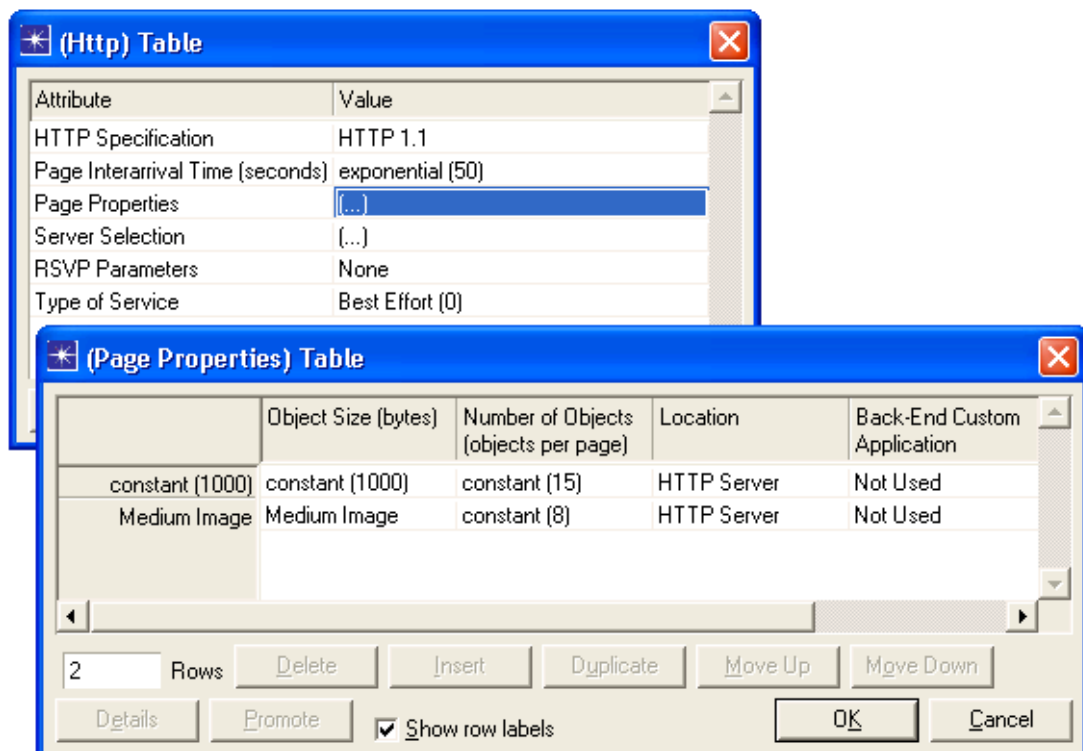 (Http) Table
Attribute Value
HTTP Specification HTTP 1.1
Page Interarrival Time (seconds) exponential (50)
Page Properties (...)
Server Selection (...)
RSVP Parameters None
Type of Service Best Effort (0)
(Page Properties) Table
Object Size (bytes) Number of Objects (objects per page) Location Back-End Custom Application
constant (1000) constant (1000) constant (15) HTTP Server Not Used
Medium Image Medium Image constant (8) HTTP Server Not Used
2 Rows Delete Insert Duplicate Move Up Move Down
Details Promote Show row labels OK Cancel